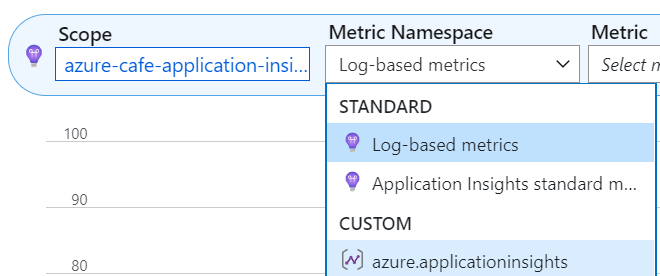 Scope
Metric Namespace
Metric
azure-cafe-application-insi...
Log-based metrics
Select m
STANDARD
Log-based metrics
Application Insights standard m...
CUSTOM
azure.applicationinsights
100
90
80